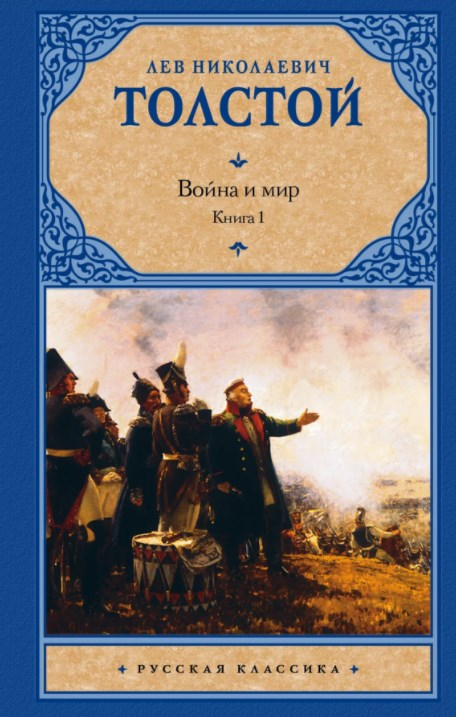 ЛЕВ НИКОЛАЕВИЧ
ТОЛСТОЙ
Война и мир
Книга 1
РУССКАЯ КЛАССИКА